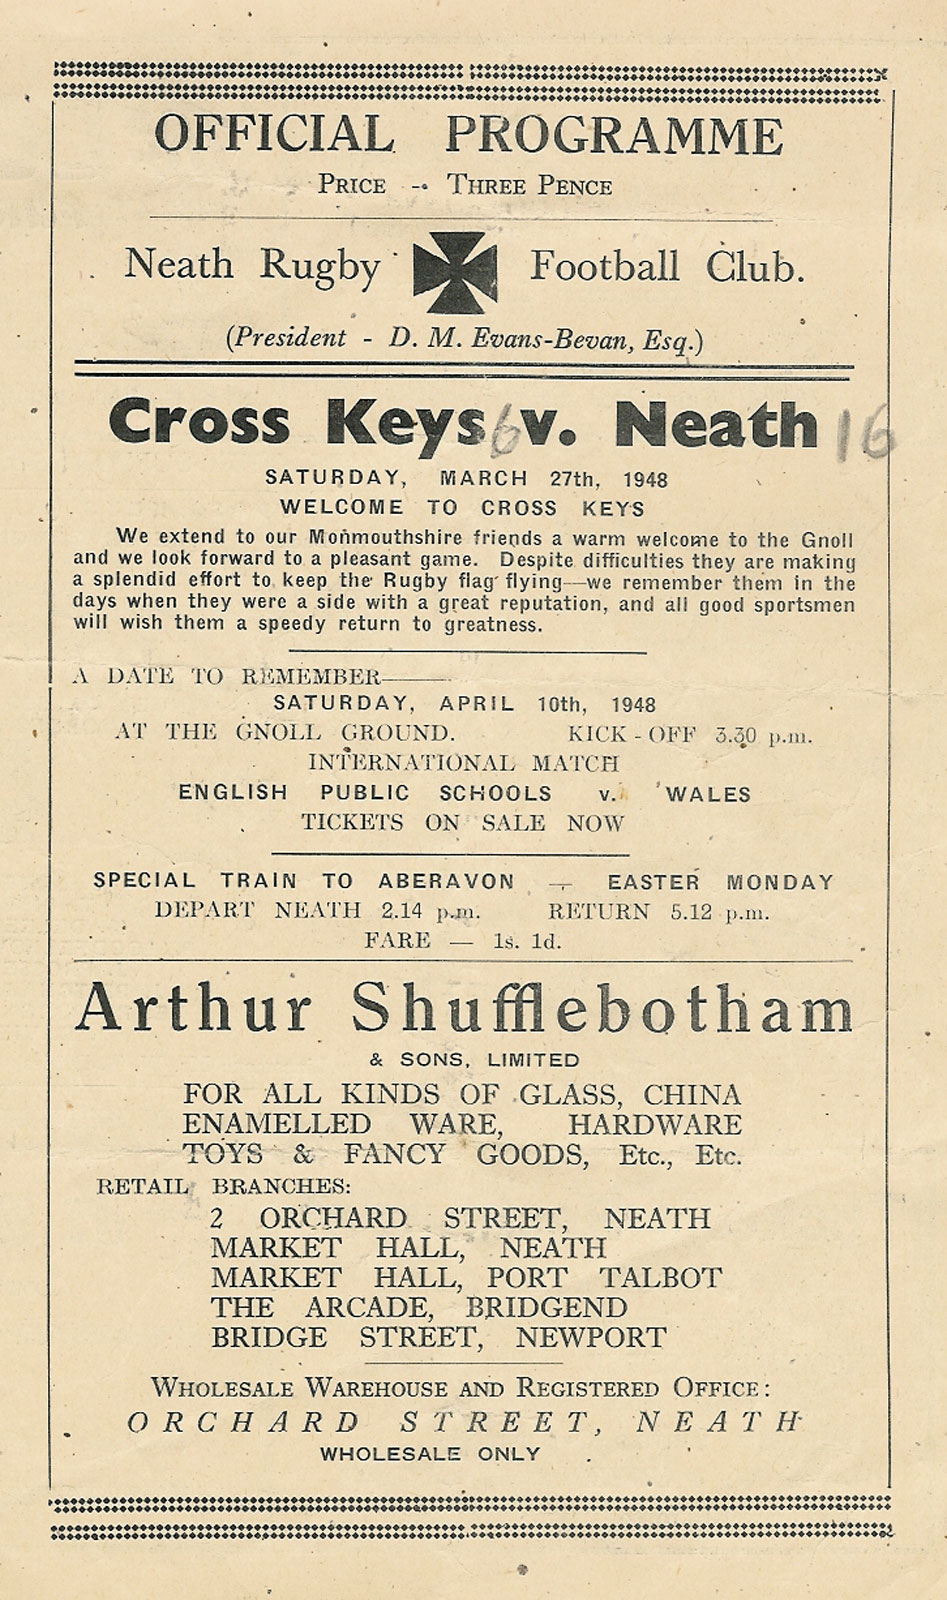 OFFICIAL PROGRAMME
PRICE -- THREE PENCE
Neath Rugby Football Club.
(President - D. M. Evans-Bevan, Esq.)
Cross Keys 6 v. Neath 16
SATURDAY, MARCH 27th, 1948
WELCOME TO CROSS KEYS
We extend to our Monmouthshire friends a warm welcome to the Gnoll
and we look forward to a pleasant game. Despite difficulties they are making
a splendid effort to keep the Rugby flag flying—we remember them in the
days when they were a side with a great reputation, and all good sportsmen
will wish them a speedy return to greatness.
A DATE TO REMEMBER——
SATURDAY, APRIL 10th, 1948
AT THE GNOLL GROUND. KICK-OFF 3.30 p.m.
INTERNATIONAL MATCH
ENGLISH PUBLIC SCHOOLS v. WALES
TICKETS ON SALE NOW
SPECIAL TRAIN TO ABERAVON — EASTER MONDAY
DEPART NEATH 2.14 p.m. RETURN 5.12 p.m.
FARE — 1s. 1d.
Arthur Shufflebotham
& SONS, LIMITED
FOR ALL KINDS OF GLASS, CHINA
ENAMELLED WARE, HARDWARE
TOYS & FANCY GOODS, Etc., Etc.
RETAIL BRANCHES:
2 ORCHARD STREET, NEATH
MARKET HALL, NEATH
MARKET HALL, PORT TALBOT
THE ARCADE, BRIDGEND
BRIDGE STREET, NEWPORT
WHOLESALE WAREHOUSE AND REGISTERED OFFICE:
ORCHARD STREET, NEATH
WHOLESALE ONLY